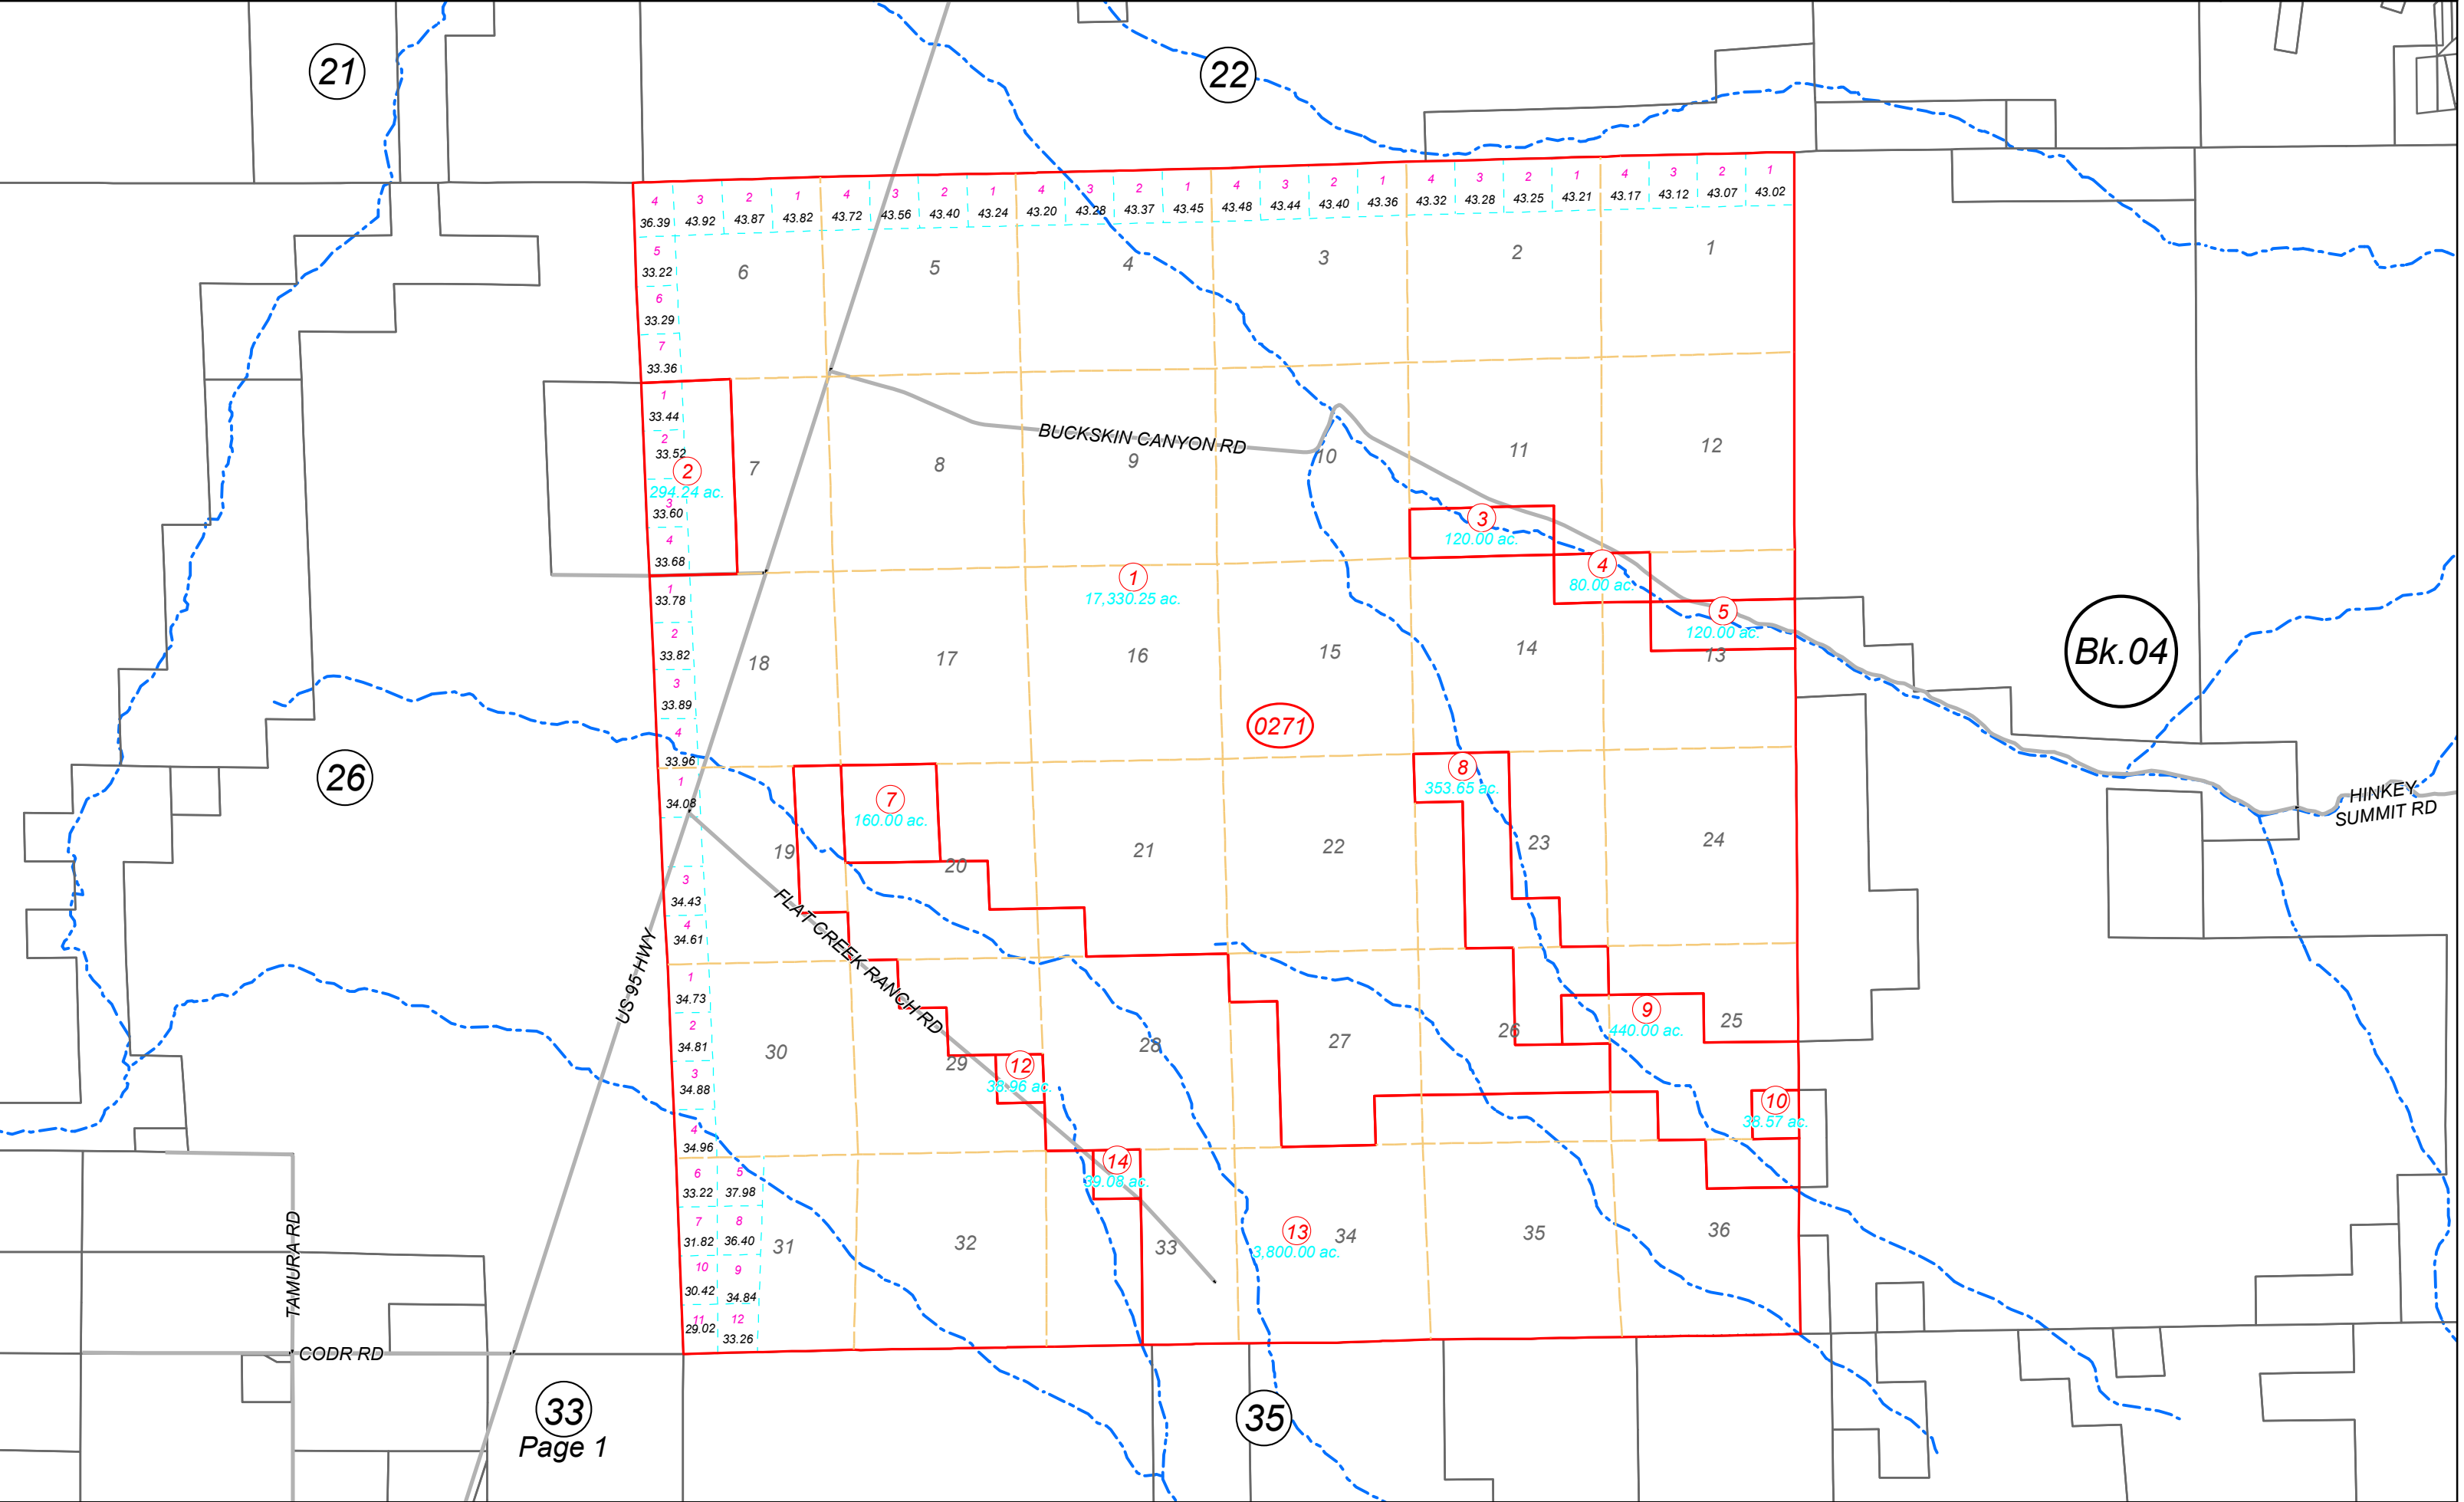 21
22
4 3 2 1 4 3 2 1 4 3 2 1 4 3 2 1 4 3 2 1 4 3 2 1
36.39 43.92 43.87 43.82 43.72 43.56 43.40 43.24 43.20 43.28 43.37 43.45 43.48 43.44 43.40 43.36 43.32 43.28 43.25 43.21 43.17 43.12 43.07 43.02
5
33.22
6 5 4 3 2 1
6
33.29
7
33.36
1
33.44
2
33.52
BUCKSKIN CANYON RD
2
294.24 ac.
7 8 9 10 11 12
3
33.60
4
33.68
3
120.00 ac.
4
80.00 ac.
1
17,330.25 ac.
5
120.00 ac.
1
33.78
2
33.82
18 17 16 15 14 13
Bk.04
3
33.89
4
33.96
0271
26
1
34.08
7
160.00 ac.
8
353.65 ac.
HINKEY
SUMMIT RD
19 20 21 22 23 24
3
34.43
4
34.61
FLAT CREEK RANCH RD
US 95 HWY
1
34.73
2
34.81
9
440.00 ac.
30 29 28 27 26 25
3
34.88
12
38.96 ac.
10
38.57 ac.
4
34.96
14
39.08 ac.
6 5
33.22 37.98
7 8
31.82 36.40
13
3,800.00 ac.
31 32 33 34 35 36
10 9
30.42 34.84
11 12
29.02 33.26
TAMURA RD
CODR RD
33
Page 1
35